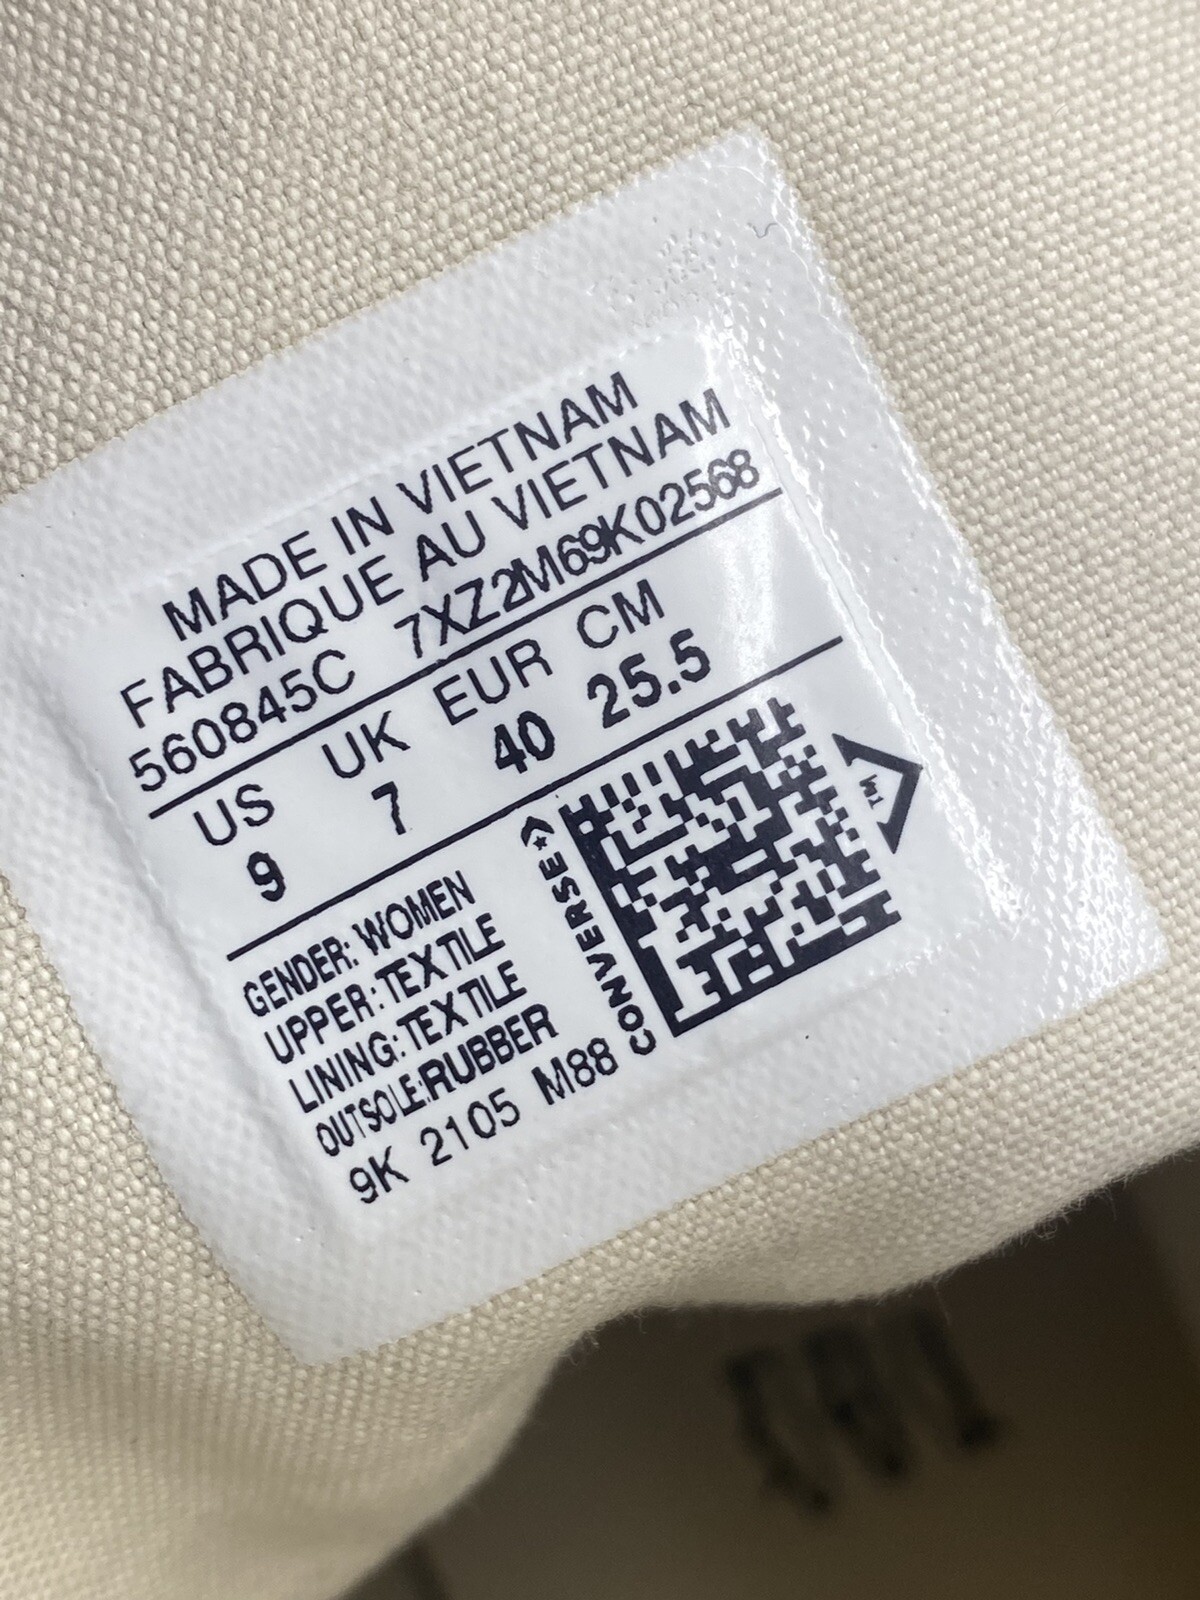 MADE IN VIETNAM
FABRIQUE AU VIETNAM
560845C 7XZ2M69K02568
US UK EUR CM
9 7 40 25.5
GENDER: WOMEN
UPPER: TEXTILE
LINING: TEXTILE
OUTSOLE:RUBBER
9K 2105 M88
CONVERSE
TM